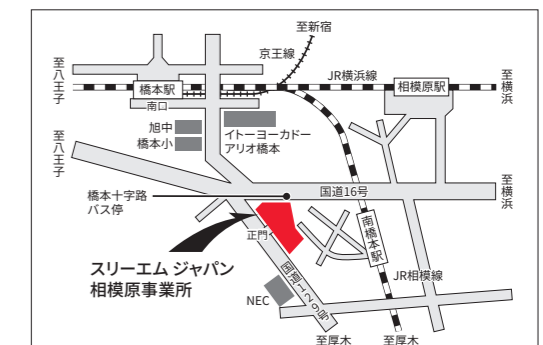 至新宿
京王線
JR横浜線
至八王子
橋本駅
相模原駅
至横浜
南口
旭中
橋本小
イトーヨーカドー
アリオ橋本
至八王子
橋本十字路
バス停
国道16号
至横浜
正門
南橋本駅
スリーエム ジャパン
相模原事業所
国道129号
JR相模線
NEC
至厚木
至厚木